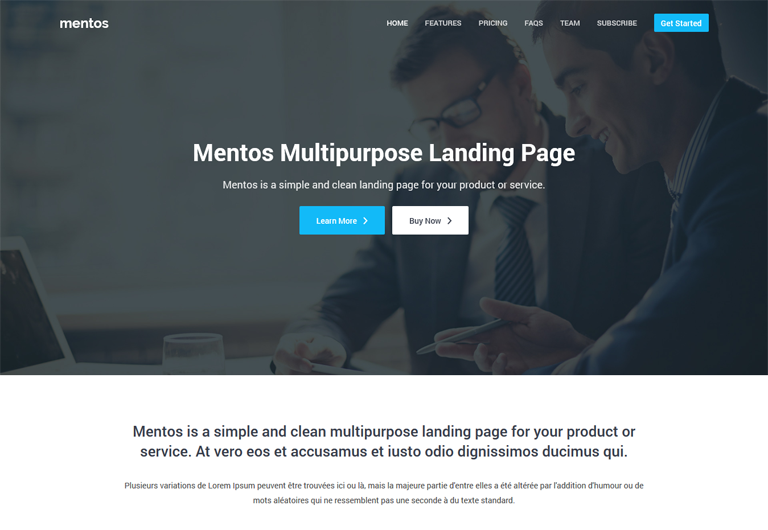 mentos
HOME FEATURES PRICING FAQS TEAM SUBSCRIBE Get Started
Mentos Multipurpose Landing Page
Mentos is a simple and clean landing page for your product or service.
Learn More Buy Now
Mentos is a simple and clean multipurpose landing page for your product or
service. At vero eos et accusamus et iusto odio dignissimos ducimus qui.
Plusieurs variations de Lorem Ipsum peuvent être trouvées ici ou là, mais la majeure partie d'entre elles a été altérée par l'addition d'humour ou de
mots aléatoires qui ne ressemblent pas une seconde à du texte standard.